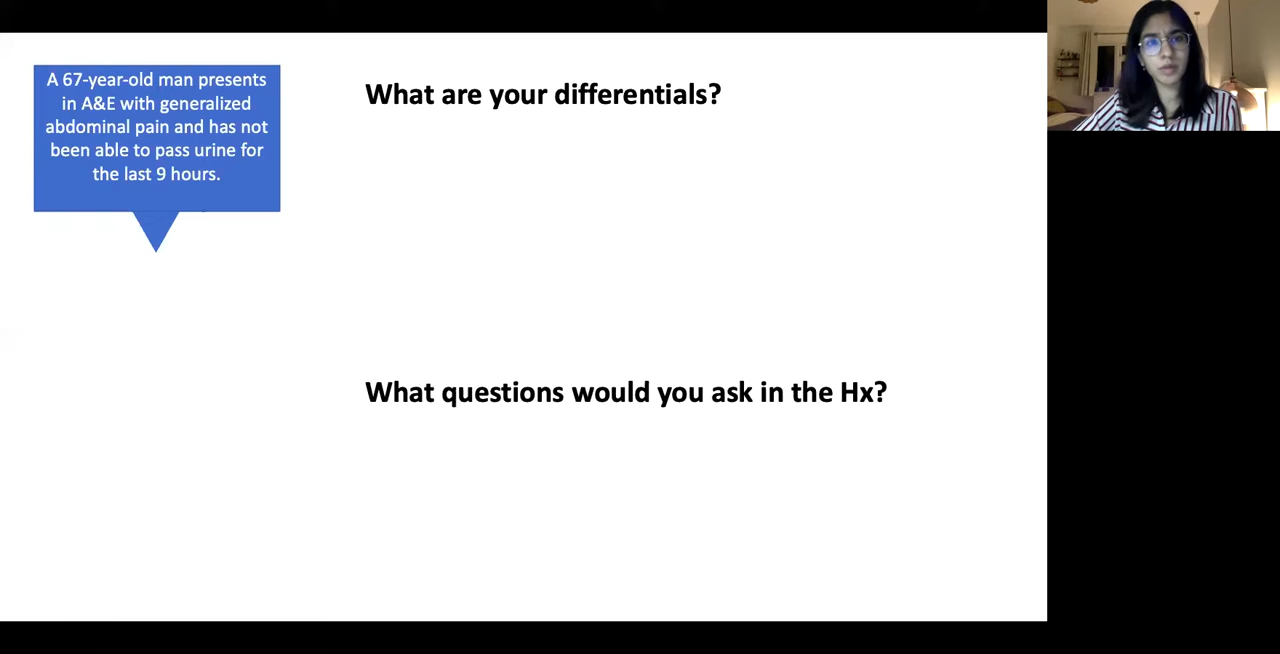 A 67-year-old man presents
in A&E with generalized
abdominal pain and has not
been able to pass urine for
the last 9 hours.
What are your differentials?
What questions would you ask in the Hx?